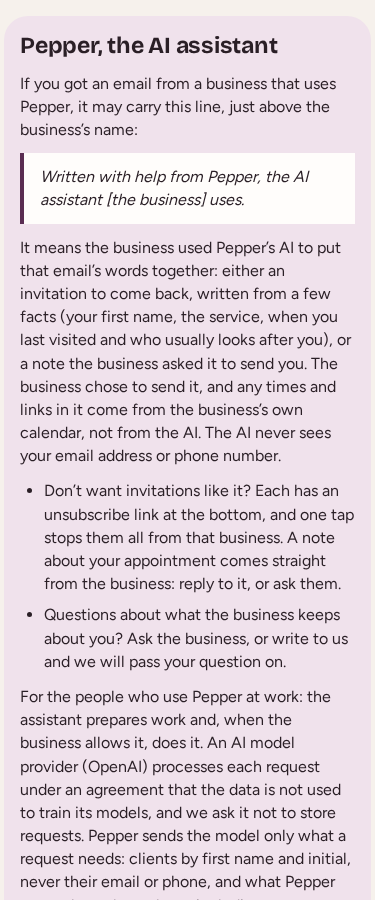 Pepper, the AI assistant
If you got an email from a business that uses
Pepper, it may carry this line, just above the
business’s name:
Written with help from Pepper, the AI
assistant [the business] uses.
It means the business used Pepper’s AI to put
that email’s words together: either an
invitation to come back, written from a few
facts (your first name, the service, when you
last visited and who usually looks after you), or
a note the business asked it to send you. The
business chose to send it, and any times and
links in it come from the business’s own
calendar, not from the AI. The AI never sees
your email address or phone number.
• Don’t want invitations like it? Each has an
unsubscribe link at the bottom, and one tap
stops them all from that business. A note
about your appointment comes straight
from the business: reply to it, or ask them.
• Questions about what the business keeps
about you? Ask the business, or write to us
and we will pass your question on.
For the people who use Pepper at work: the
assistant prepares work and, when the
business allows it, does it. An AI model
provider (OpenAI) processes each request
under an agreement that the data is not used
to train its models, and we ask it not to store
requests. Pepper sends the model only what a
request needs: clients by first name and initial,
never their email or phone, and what Pepper